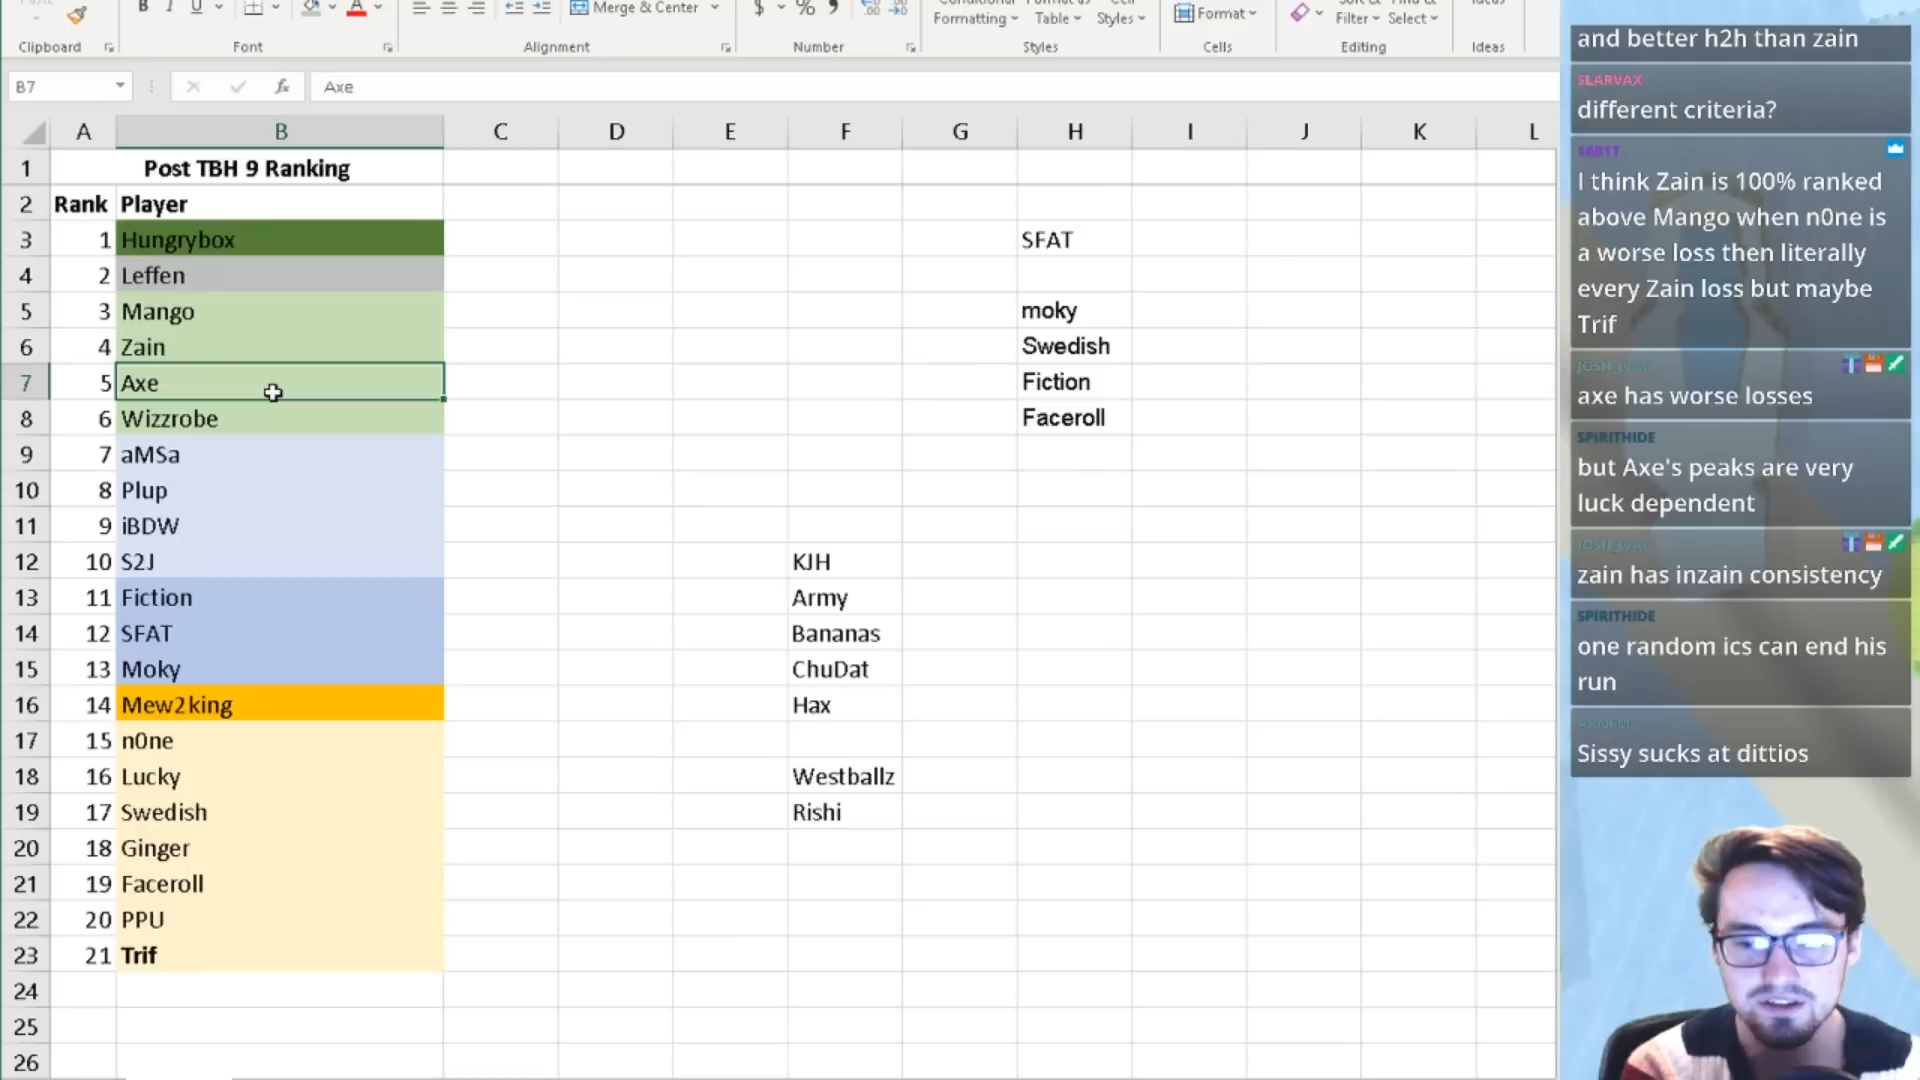 B I U
Merge & Center
$ % 9
Formatting Table Styles
Format
Filter Select
Ideas
Clipboard Font Alignment Number Styles Cells Editing Ideas
B7 fx Axe
A B C D E F G H I J K L
1 Post TBH 9 Ranking
2 Rank Player
3 1 Hungrybox SFAT
4 2 Leffen
5 3 Mango moky
6 4 Zain Swedish
7 5 Axe Fiction
8 6 Wizzrobe Faceroll
9 7 aMSa
10 8 Plup
11 9 iBDW
12 10 S2J KJH
13 11 Fiction Army
14 12 SFAT Bananas
15 13 Moky ChuDat
16 14 Mew2king Hax
17 15 n0ne
18 16 Lucky Westballz
19 17 Swedish Rishi
20 18 Ginger
21 19 Faceroll
22 20 PPU
23 21 Trif
24
25
26
and better h2h than zain
SLARVAX
different criteria?
I think Zain is 100% ranked
above Mango when n0ne is
a worse loss then literally
every Zain loss but maybe
Trif
axe has worse losses
SPIRITHIDE
but Axe's peaks are very
luck dependent
zain has inzain consistency
SPIRITHIDE
one random ics can end his
run
Sissy sucks at dittios